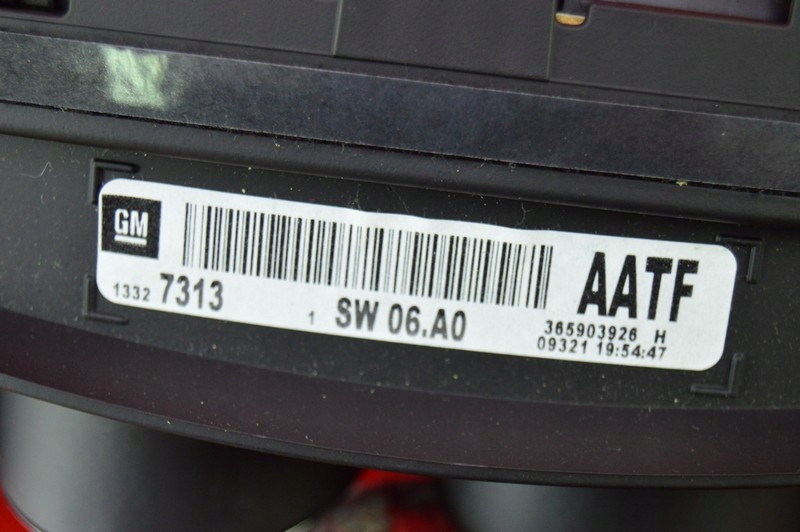 GM
AATF
1332 7313
1 SW 06.A0
365903926 H
09321 19:54:47